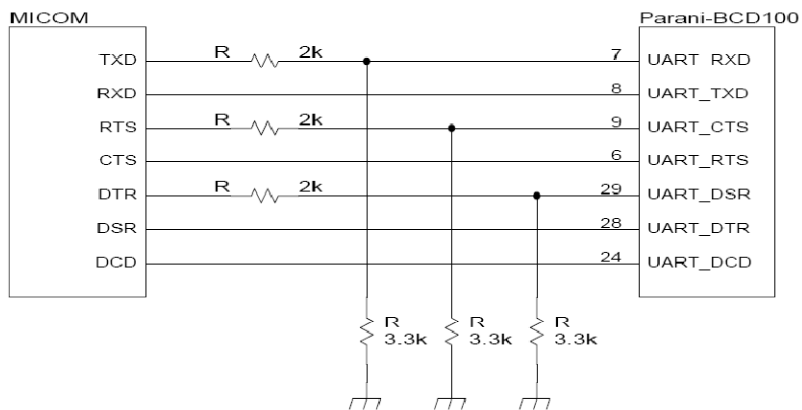 MICOM Parani-BCD100
TXD R 2k 7 UART RXD
RXD 8 UART_TXD
RTS R 2k 9 UART_CTS
CTS 6 UART_RTS
DTR R 2k 29 UART_DSR
DSR 28 UART_DTR
DCD 24 UART_DCD
R R R
3.3k 3.3k 3.3k